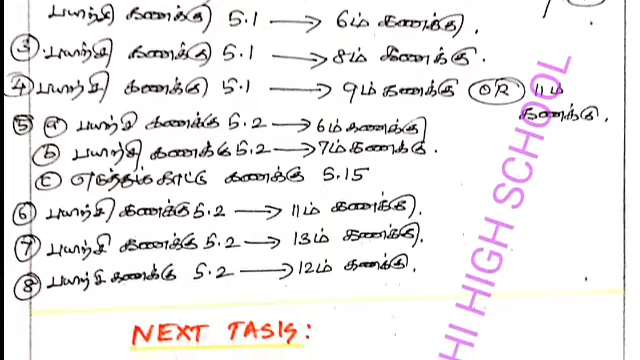 பயிற்சி கணக்கு 5.1 → 6ம் கணக்கு.
③ பயிற்சி கணக்கு 5.1 → 8ம் கணக்கு.
④ பயிற்சி கணக்கு 5.1 → 9ம் கணக்கு OR 11ம்
கணக்கு.
⑤ ⓐ பயிற்சி கணக்கு 5.2 → 6ம் கணக்கு
ⓑ பயிற்சி கணக்கு 5.2 → 7ம் கணக்கு.
ⓒ எடுத்துக்காட்டு கணக்கு 5.15
⑥ பயிற்சி கணக்கு 5.2 → 11ம் கணக்கு.
⑦ பயிற்சி கணக்கு 5.2 → 13ம் கணக்கு.
⑧ பயிற்சி கணக்கு 5.2 → 12ம் கணக்கு.
NEXT TASK:
HI HIGH SCHOOL